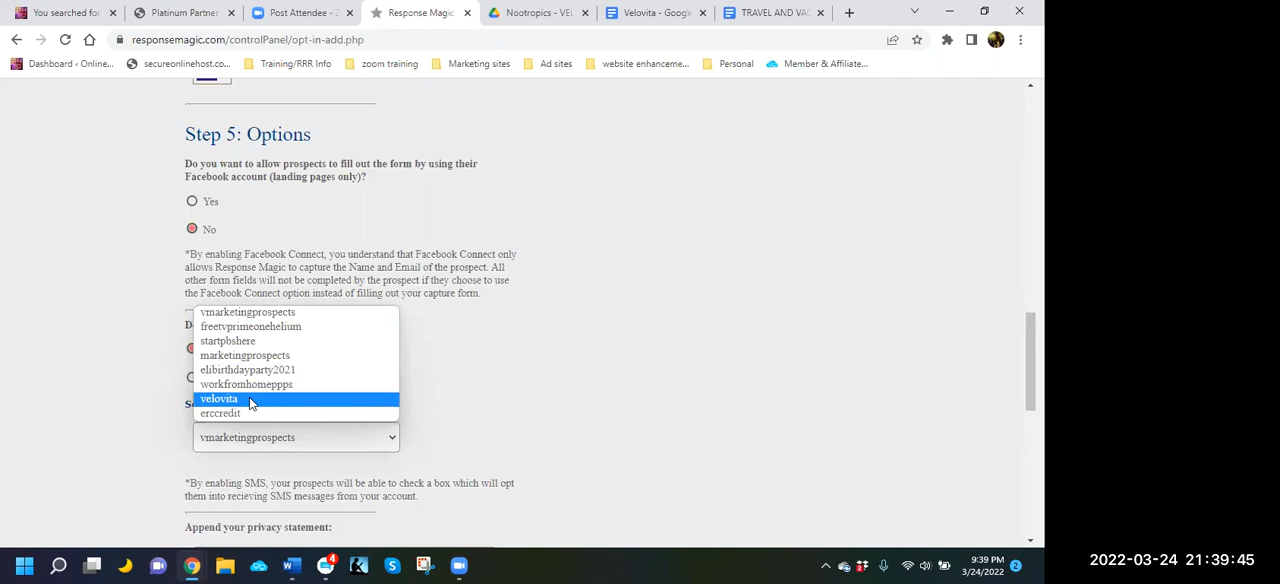 You searched for
Platinum Partner
Post Attendee - Z
Response Magic
Nootropics - VEL
Velovita - Google
TRAVEL AND VAC
responsemagic.com/controlPanel/opt-in-add.php
Dashboard ‹ Online...
secureonlinehost.co...
Training/RRR Info
zoom training
Marketing sites
Ad sites
website enhanceme...
Personal
Member & Affiliate...
Step 5: Options
Do you want to allow prospects to fill out the form by using their
Facebook account (landing pages only)?
Yes
No
*By enabling Facebook Connect, you understand that Facebook Connect only
allows Response Magic to capture the Name and Email of the prospect. All
other form fields will not be completed by the prospect if they choose to use
the Facebook Connect option instead of filling out your capture form.
vmarketingprospects
freetvprimeonehelium
startpbshere
marketingprospects
elibirthdayparty2021
workfromhomeppps
velovita
erccredit
vmarketingprospects
*By enabling SMS, your prospects will be able to check a box which will opt
them into recieving SMS messages from your account.
Append your privacy statement:
4
9:39 PM
3/24/2022
2
2022-03-24 21:39:45